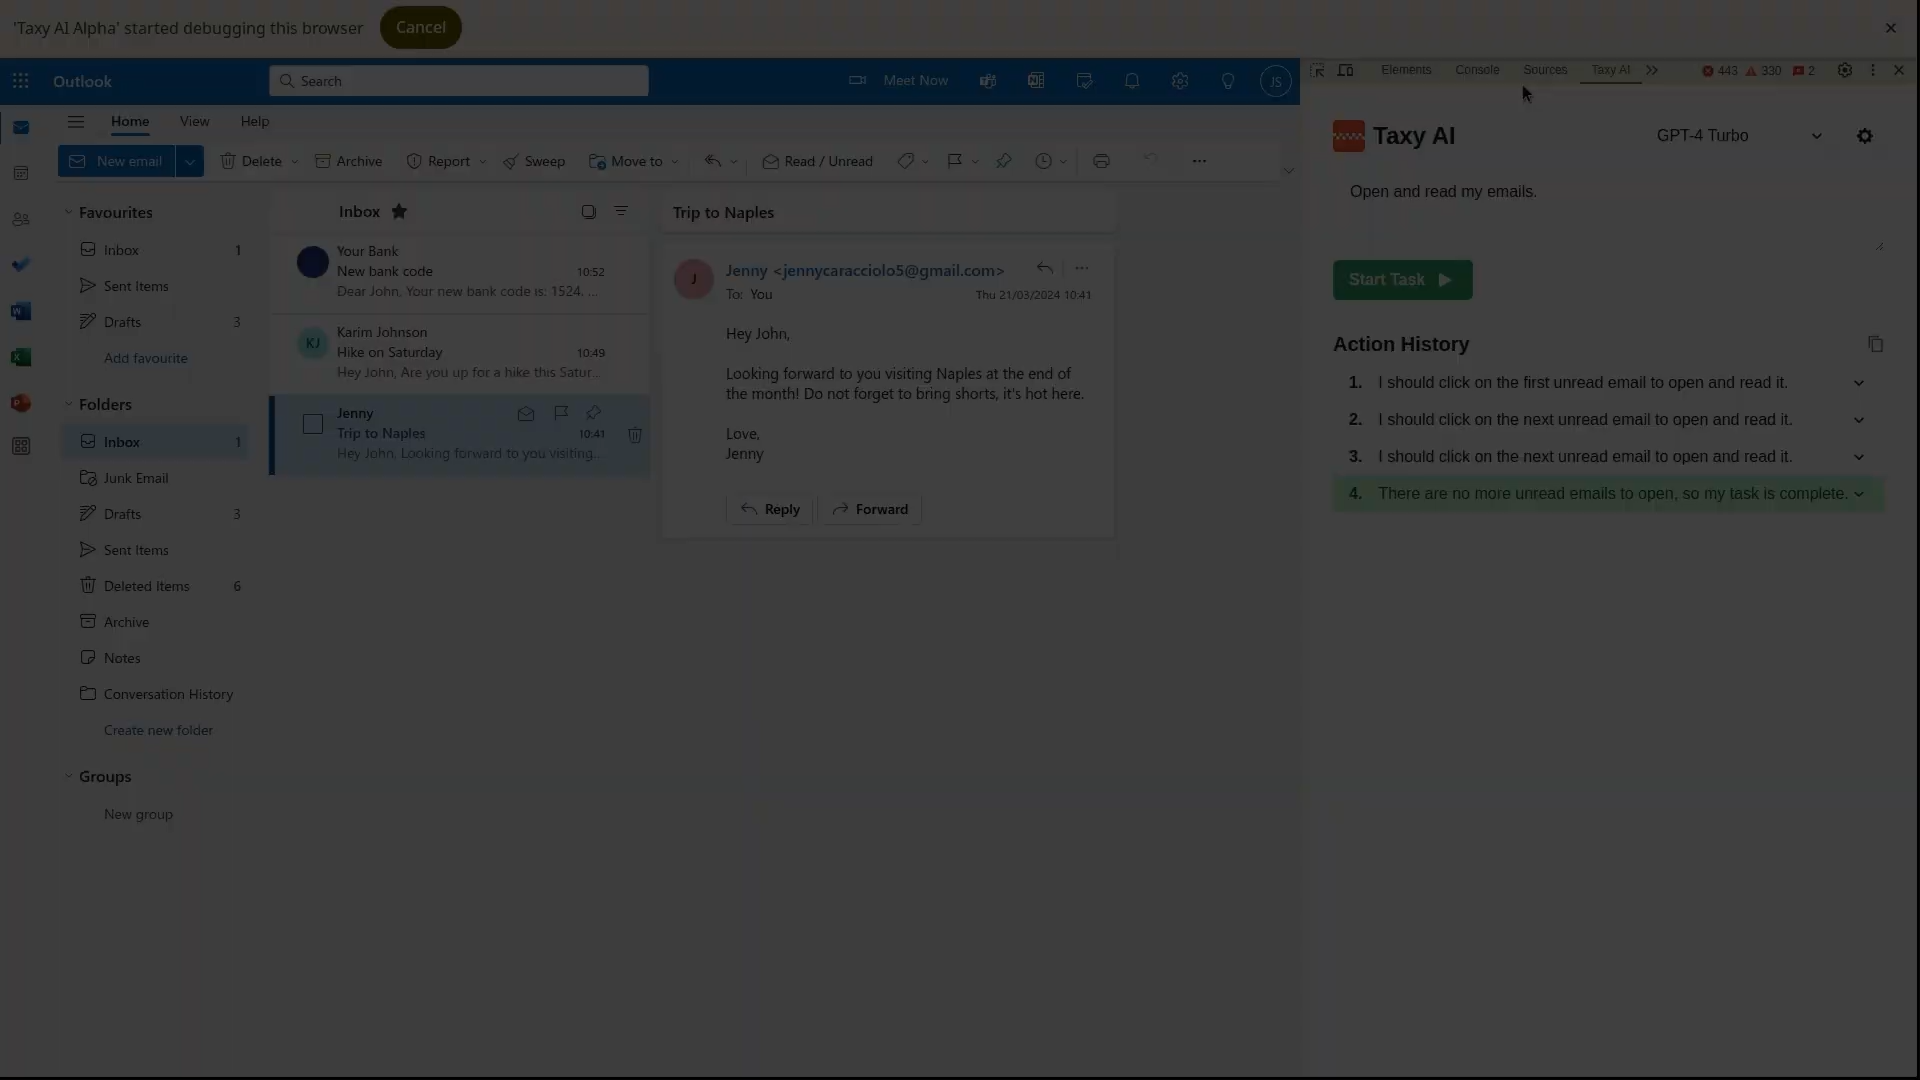 'Taxy AI Alpha' started debugging this browser
Cancel
Outlook
Search
Meet Now
JS
Elements
Console
Sources
Taxy AI
443
330
2
Home
View
Help
New email
Delete
Archive
Report
Sweep
Move to
Read / Unread
Favourites
Inbox 1
Sent Items
Drafts 3
Add favourite
Folders
Inbox 1
Junk Email
Drafts 3
Sent Items
Deleted Items 6
Archive
Notes
Conversation History
Create new folder
Groups
New group
Inbox
Your Bank
New bank code 10:52
Dear John, Your new bank code is: 1524. ...
KJ
Karim Johnson
Hike on Saturday 10:49
Hey John, Are you up for a hike this Satur...
Jenny
Trip to Naples 10:41
Hey John, Looking forward to you visiting...
Trip to Naples
J
Jenny <jennycaracciolo5@gmail.com>
To: You
Thu 21/03/2024 10:41
Hey John,
Looking forward to you visiting Naples at the end of
the month! Do not forget to bring shorts, it's hot here.
Love,
Jenny
Reply
Forward
Taxy AI
GPT-4 Turbo
Open and read my emails.
Start Task
Action History
1. I should click on the first unread email to open and read it.
2. I should click on the next unread email to open and read it.
3. I should click on the next unread email to open and read it.
4. There are no more unread emails to open, so my task is complete.